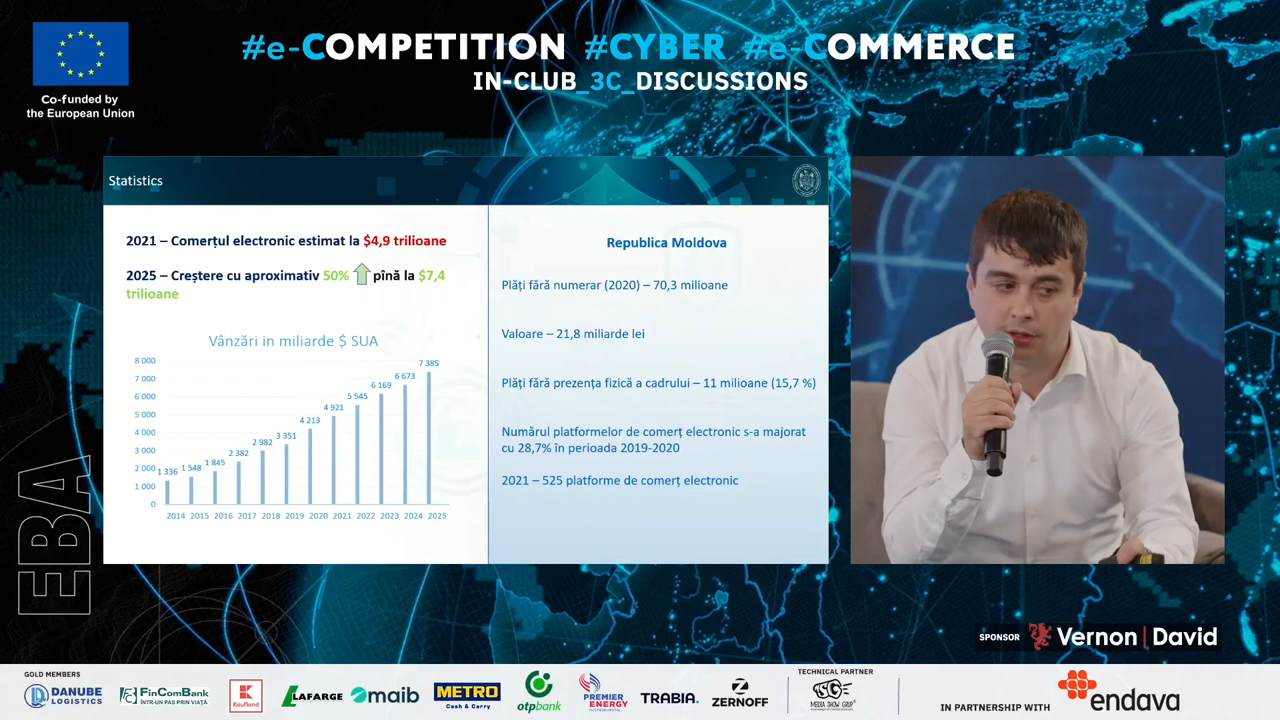 #e-COMPETITION #CYBER #e-COMMERCE
IN-CLUB_3C_DISCUSSIONS
Co-funded by
the European Union
Statistics
2021 – Comerțul electronic estimat la $4,9 trilioane
2025 – Creștere cu aproximativ 50% pînă la $7,4
trilioane
Vânzări in miliarde $ SUA
8 000
7 000
6 000
5 000
4 000
3 000
2 000
1 000
0
1 336
1 548
1 845
2 382
2 982
3 351
4 213
4 921
5 545
6 169
6 673
7 385
2014 2015 2016 2017 2018 2019 2020 2021 2022 2023 2024 2025
Republica Moldova
Plăți fără numerar (2020) – 70,3 milioane
Valoare – 21,8 miliarde lei
Plăți fără prezența fizică a cadrului – 11 milioane (15,7 %)
Numărul platformelor de comerț electronic s-a majorat
cu 28,7% în perioada 2019-2020
2021 – 525 platforme de comerț electronic
EBA
SPONSOR Vernon | David
GOLD MEMBERS
DANUBE
LOGISTICS
FinComBank
ÎNTR-UN PAS PRIN VIAȚĂ
Kaufland
LAFARGE
maib
METRO
Cash & Carry
otpbank
PREMIER
ENERGY
TRABIA
ZERNOFF
TECHNICAL PARTNER
MEDIA SHOW GRUP
IN PARTNERSHIP WITH
endava